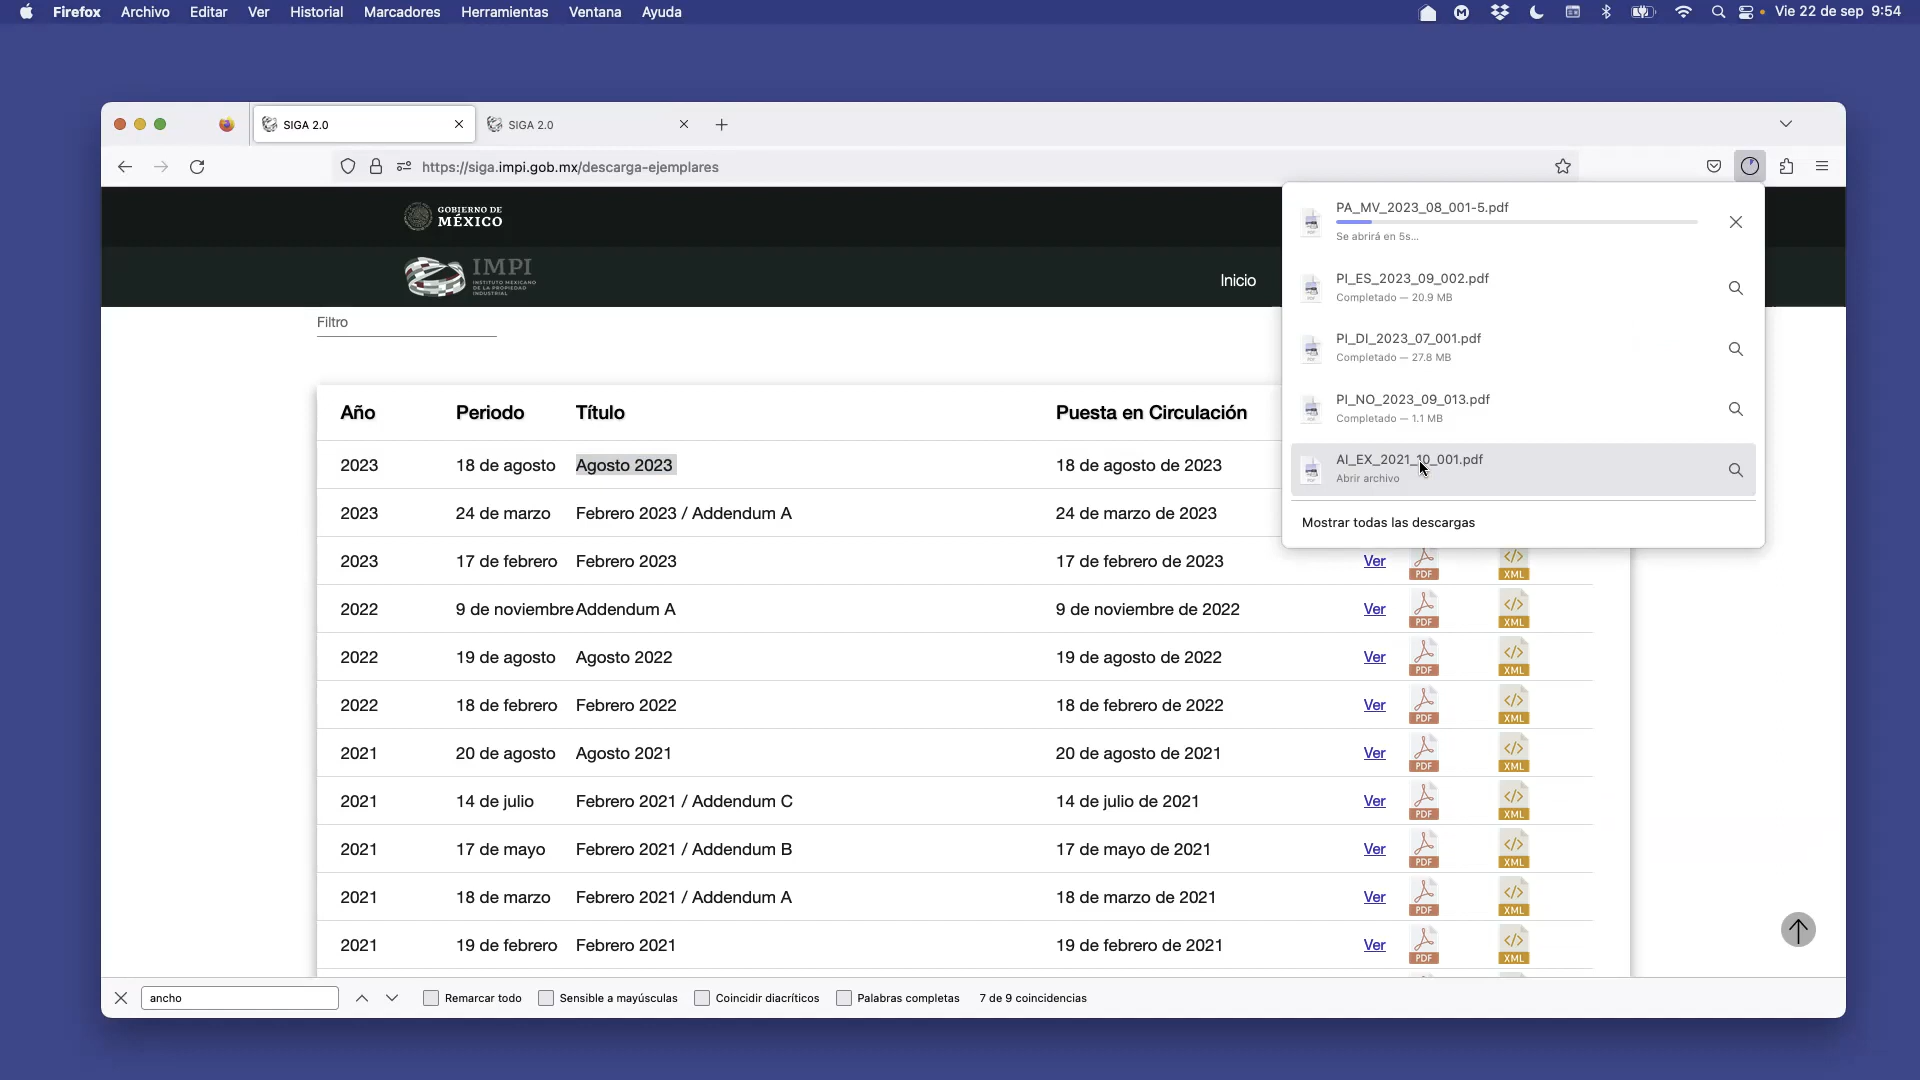 Firefox Archivo Editar Ver Historial Marcadores Herramientas Ventana Ayuda
Vie 22 de sep 9:54
SIGA 2.0
SIGA 2.0
https://siga.impi.gob.mx/descarga-ejemplares
GOBIERNO DE
MÉXICO
IMPI
INSTITUTO MEXICANO
DE LA PROPIEDAD
INDUSTRIAL
Inicio
PA_MV_2023_08_001-5.pdf
Se abrirá en 5s...
PI_ES_2023_09_002.pdf
Completado — 20.9 MB
PI_DI_2023_07_001.pdf
Completado — 27.8 MB
PI_NO_2023_09_013.pdf
Completado — 1.1 MB
AI_EX_2021_10_001.pdf
Abrir archivo
Mostrar todas las descargas
Filtro
Año Periodo Título Puesta en Circulación
2023 18 de agosto Agosto 2023 18 de agosto de 2023
2023 24 de marzo Febrero 2023 / Addendum A 24 de marzo de 2023
2023 17 de febrero Febrero 2023 17 de febrero de 2023 Ver PDF XML
2022 9 de noviembre Addendum A 9 de noviembre de 2022 Ver PDF XML
2022 19 de agosto Agosto 2022 19 de agosto de 2022 Ver PDF XML
2022 18 de febrero Febrero 2022 18 de febrero de 2022 Ver PDF XML
2021 20 de agosto Agosto 2021 20 de agosto de 2021 Ver PDF XML
2021 14 de julio Febrero 2021 / Addendum C 14 de julio de 2021 Ver PDF XML
2021 17 de mayo Febrero 2021 / Addendum B 17 de mayo de 2021 Ver PDF XML
2021 18 de marzo Febrero 2021 / Addendum A 18 de marzo de 2021 Ver PDF XML
2021 19 de febrero Febrero 2021 19 de febrero de 2021 Ver PDF XML
ancho Remarcar todo Sensible a mayúsculas Coincidir diacríticos Palabras completas 7 de 9 coincidencias